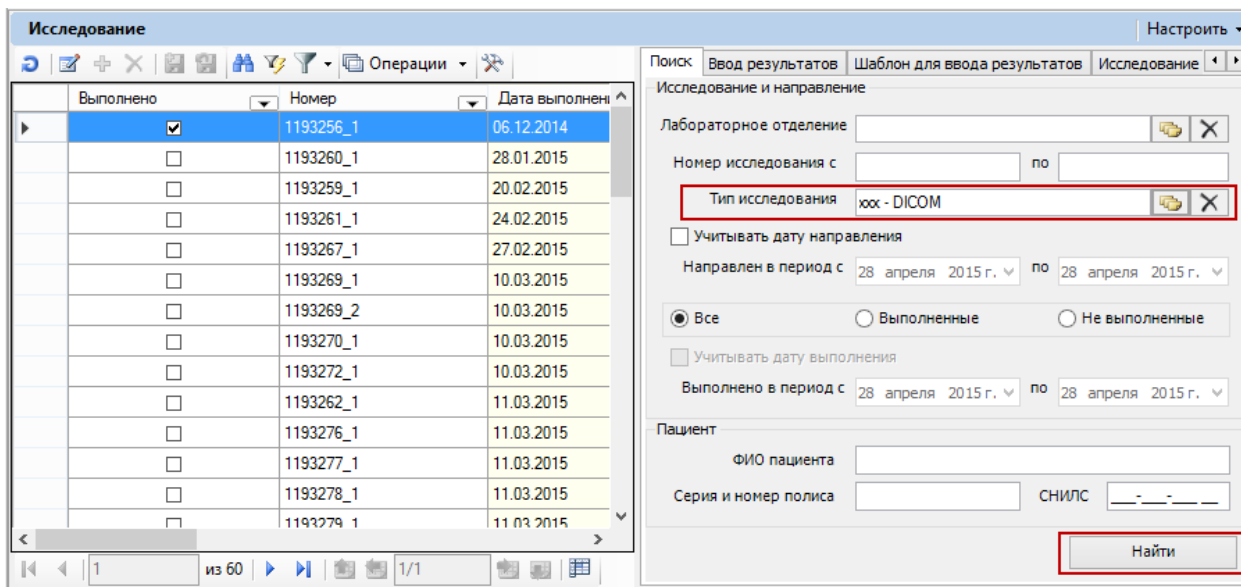 Исследование
Настроить
Операции
Поиск Ввод результатов Шаблон для ввода результатов Исследование
Выполнено Номер Дата выполнени
1193256_1 06.12.2014
1193260_1 28.01.2015
1193259_1 20.02.2015
1193261_1 24.02.2015
1193267_1 27.02.2015
1193269_1 10.03.2015
1193269_2 10.03.2015
1193270_1 10.03.2015
1193272_1 10.03.2015
1193262_1 11.03.2015
1193276_1 11.03.2015
1193277_1 11.03.2015
1193278_1 11.03.2015
1193279_1 11.03.2015
1 из 60 1/1
Исследование и направление
Лабораторное отделение
Номер исследования с по
Тип исследования xxx - DICOM
Учитывать дату направления
Направлен в период с 28 апреля 2015 г. по 28 апреля 2015 г.
Все Выполненные Не выполненные
Учитывать дату выполнения
Выполнено в период с 28 апреля 2015 г. по 28 апреля 2015 г.
Пациент
ФИО пациента
Серия и номер полиса СНИЛС ___-___-___ __
Найти